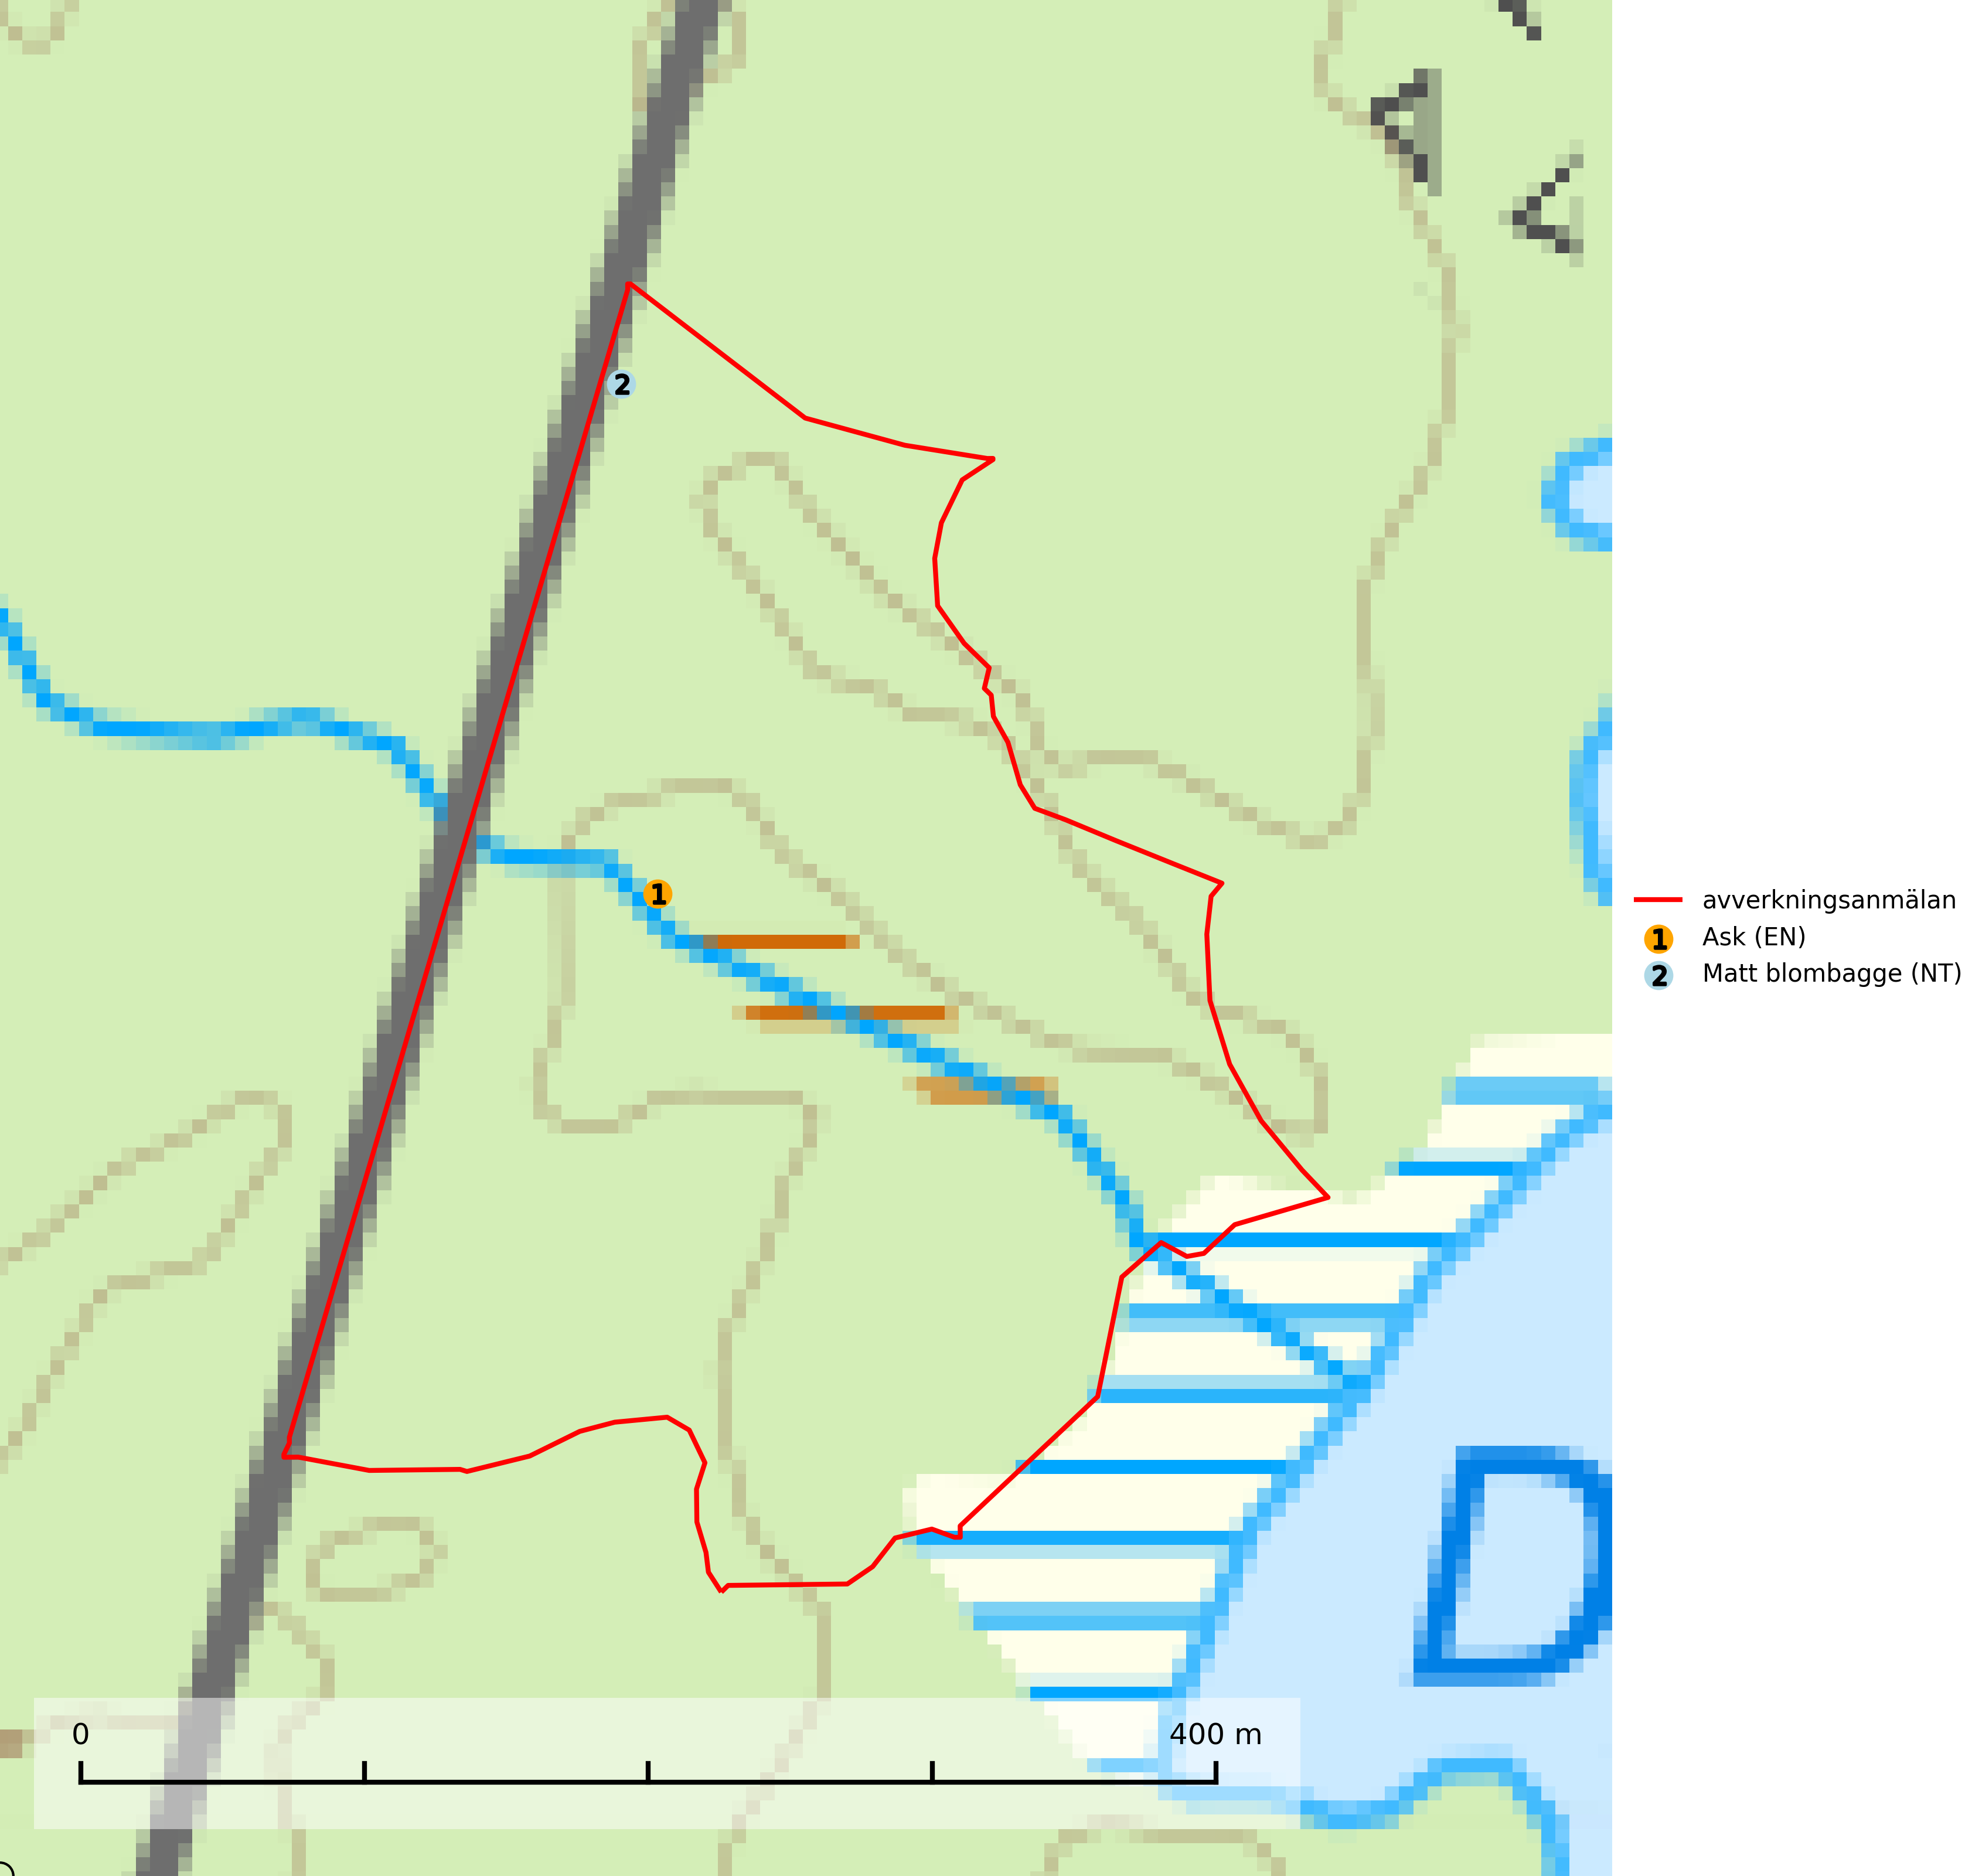 2
1
avverkningsanmälan
1 Ask (EN)
2 Matt blombagge (NT)
D
0 400 m